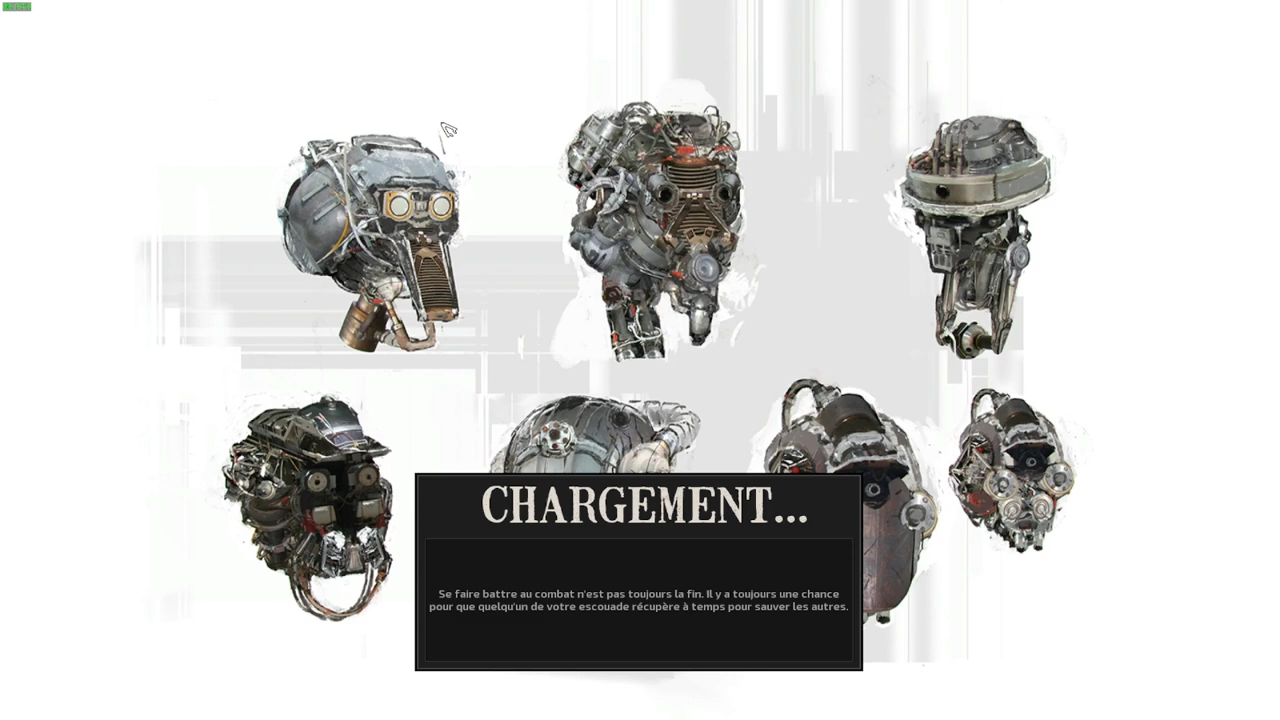 CHARGEMENT...
Se faire battre au combat n'est pas toujours la fin. Il y a toujours une chance
pour que quelqu'un de votre escouade récupère à temps pour sauver les autres.